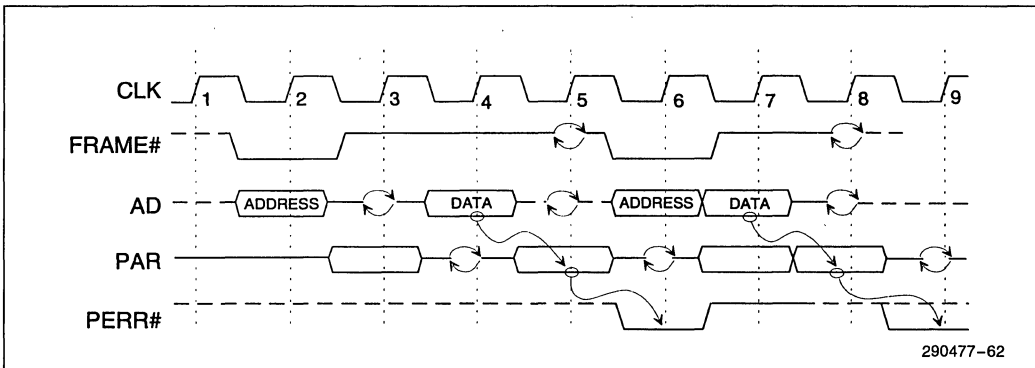 CLK 1 2 3 4 5 6 7 8 9
FRAME#
AD ADDRESS DATA ADDRESS DATA
PAR
PERR#
290477-62